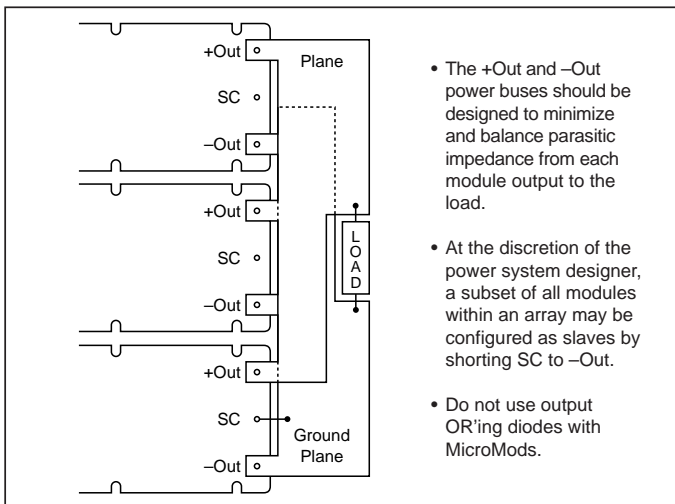 +Out
Plane
SC
–Out
+Out
SC
–Out
+Out
SC
Ground
Plane
–Out
LOAD
• The +Out and –Out
power buses should be
designed to minimize
and balance parasitic
impedance from each
module output to the
load.
• At the discretion of the
power system designer,
a subset of all modules
within an array may be
configured as slaves by
shorting SC to –Out.
• Do not use output
OR'ing diodes with
MicroMods.